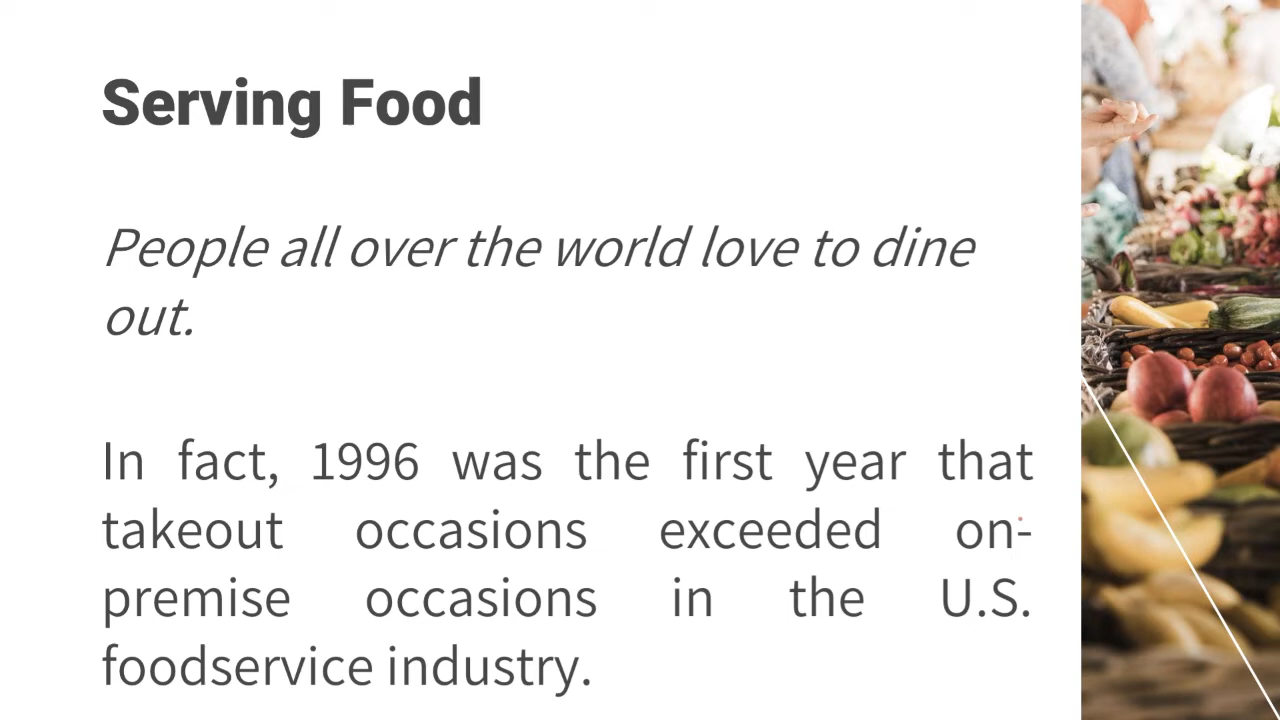 Serving Food
People all over the world love to dine
out.
In fact, 1996 was the first year that
takeout occasions exceeded on-
premise occasions in the U.S.
foodservice industry.